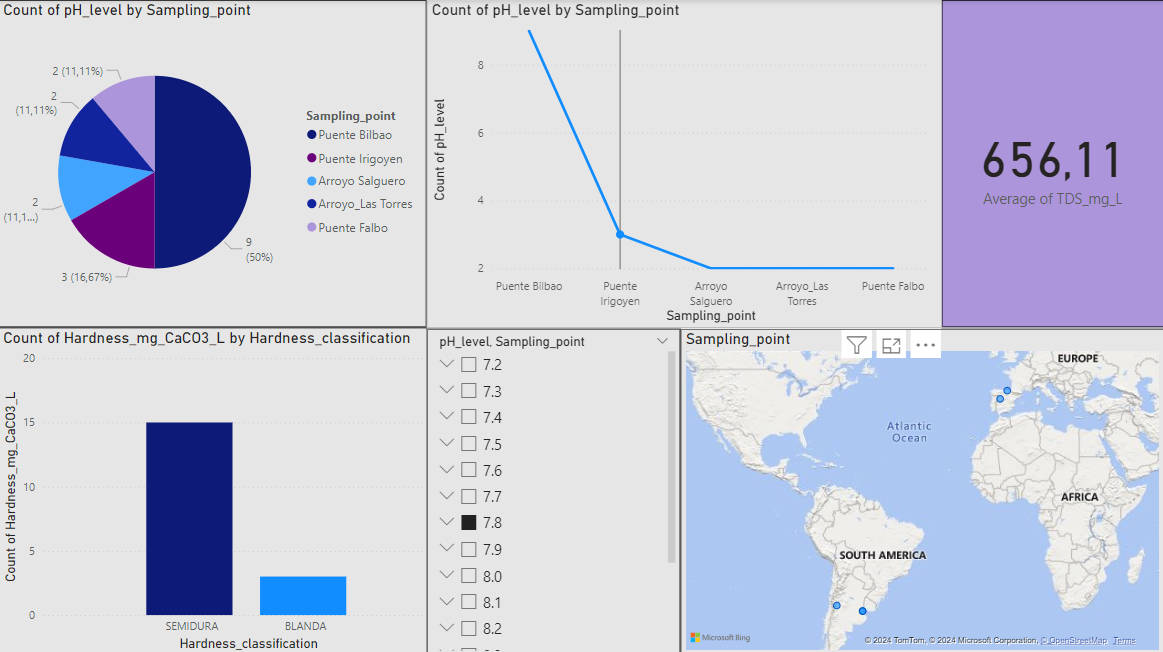 Count of pH_level by Sampling_point
2 (11,11%)
2
(11,11%)
2
(11,1...)
3 (16,67%)
9
(50%)
Sampling_point
Puente Bilbao
Puente Irigoyen
Arroyo Salguero
Arroyo_Las Torres
Puente Falbo
Count of pH_level by Sampling_point
Count of pH_level
8
6
4
2
Puente Bilbao
Puente
Irigoyen
Arroyo
Salguero
Arroyo_Las
Torres
Puente Falbo
Sampling_point
656,11
Average of TDS_mg_L
Count of Hardness_mg_CaCO3_L by Hardness_classification
Count of Hardness_mg_CaCO3_L
20
15
10
5
0
SEMIDURA
BLANDA
Hardness_classification
pH_level, Sampling_point
7.2
7.3
7.4
7.5
7.6
7.7
7.8
7.9
8.0
8.1
8.2
Sampling_point
EUROPE
Atlantic
Ocean
AFRICA
SOUTH AMERICA
Microsoft Bing
© 2024 TomTom, © 2024 Microsoft Corporation, © OpenStreetMap Terms